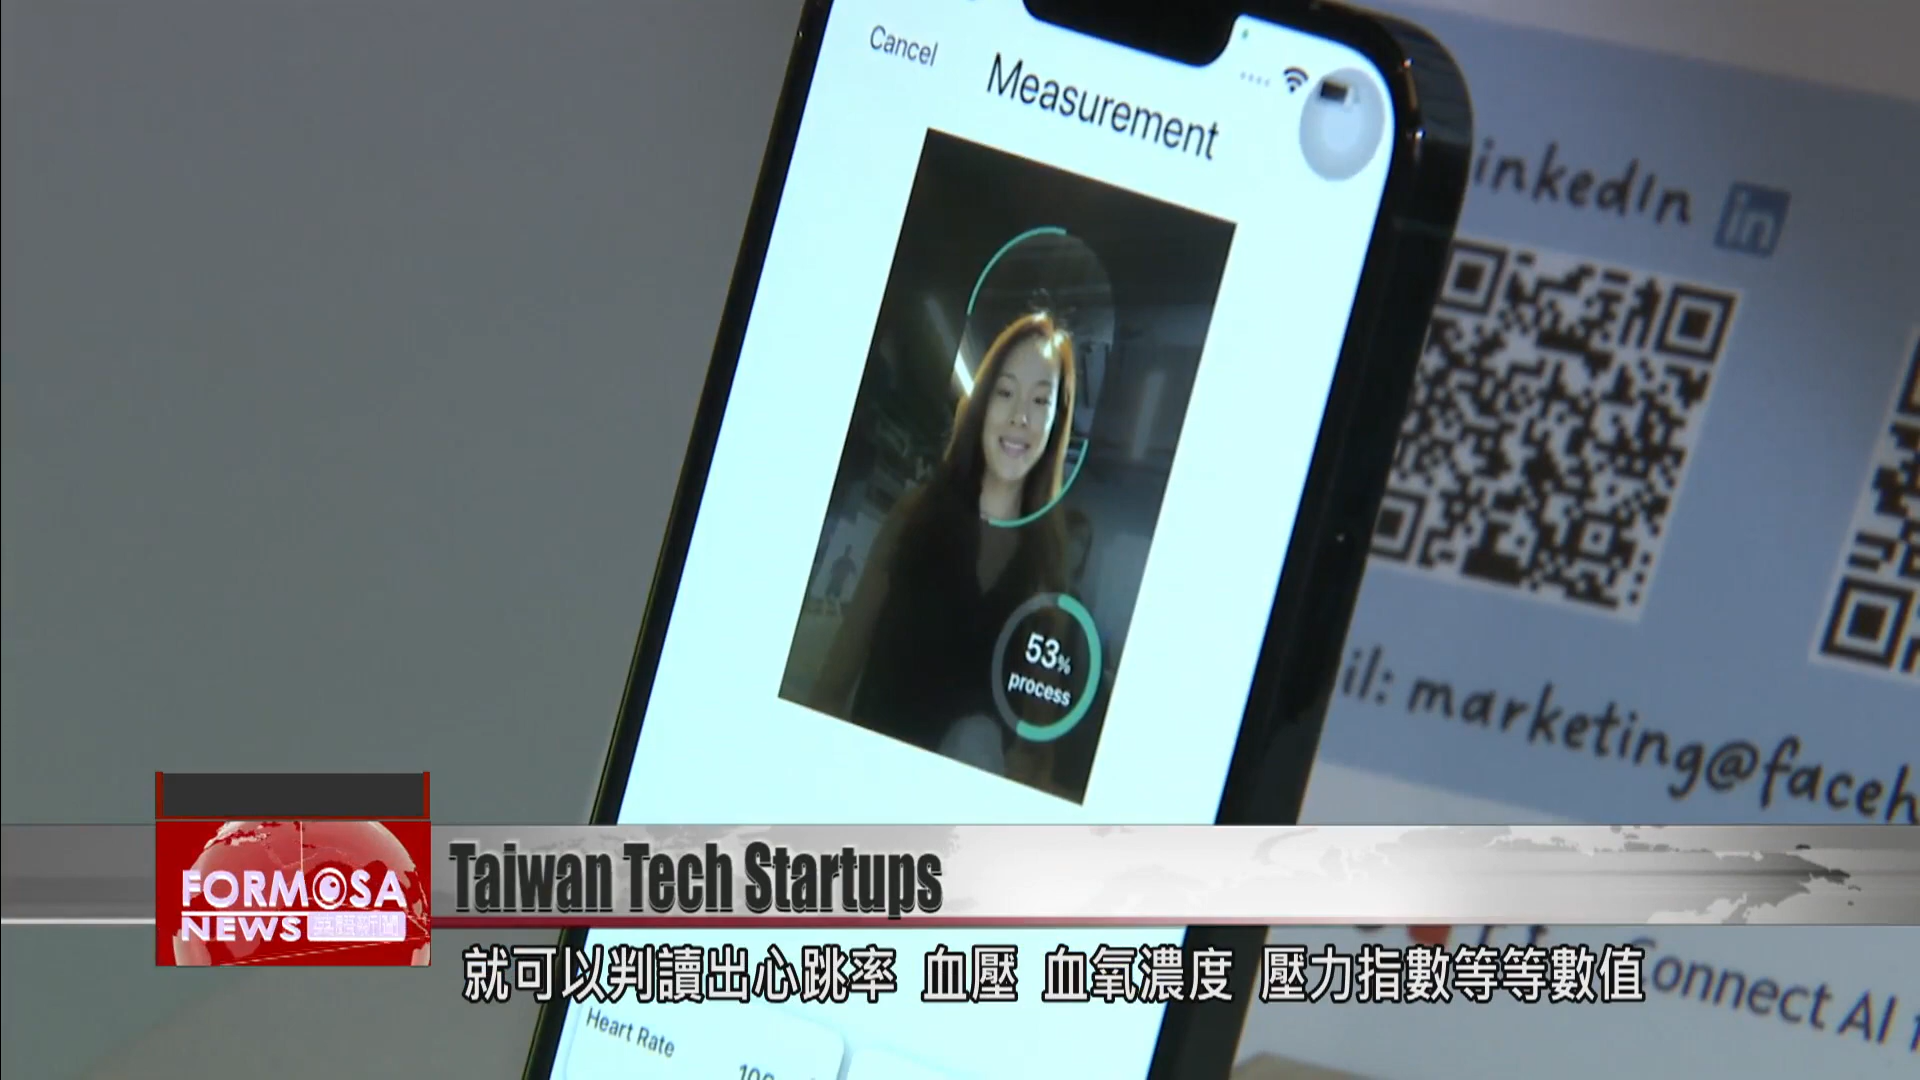 Cancel
Measurement
inkedIn
in
53%
process
il: marketing@faceh
FORMOSA
NEWS
Taiwan Tech Startups
就可以判讀出心跳率 血壓 血氧濃度 壓力指數等等數值
onnect AI
Heart Rate